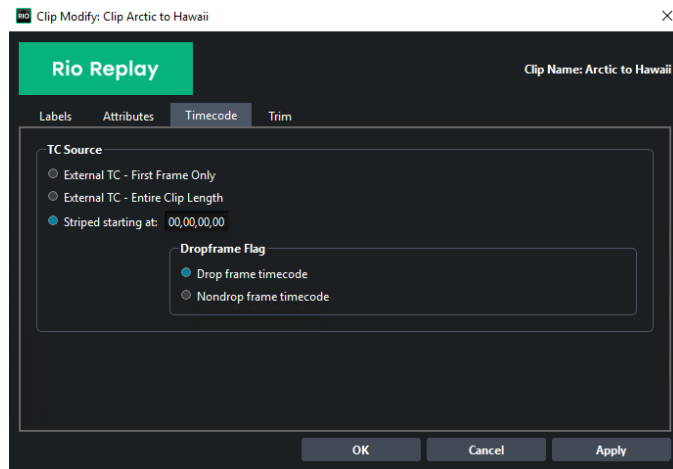 RIO Clip Modify: Clip Arctic to Hawaii
Rio Replay
Clip Name: Arctic to Hawaii
Labels Attributes Timecode Trim
TC Source
External TC - First Frame Only
External TC - Entire Clip Length
Striped starting at: 00,00,00,00
Dropframe Flag
Drop frame timecode
Nondrop frame timecode
OK Cancel Apply